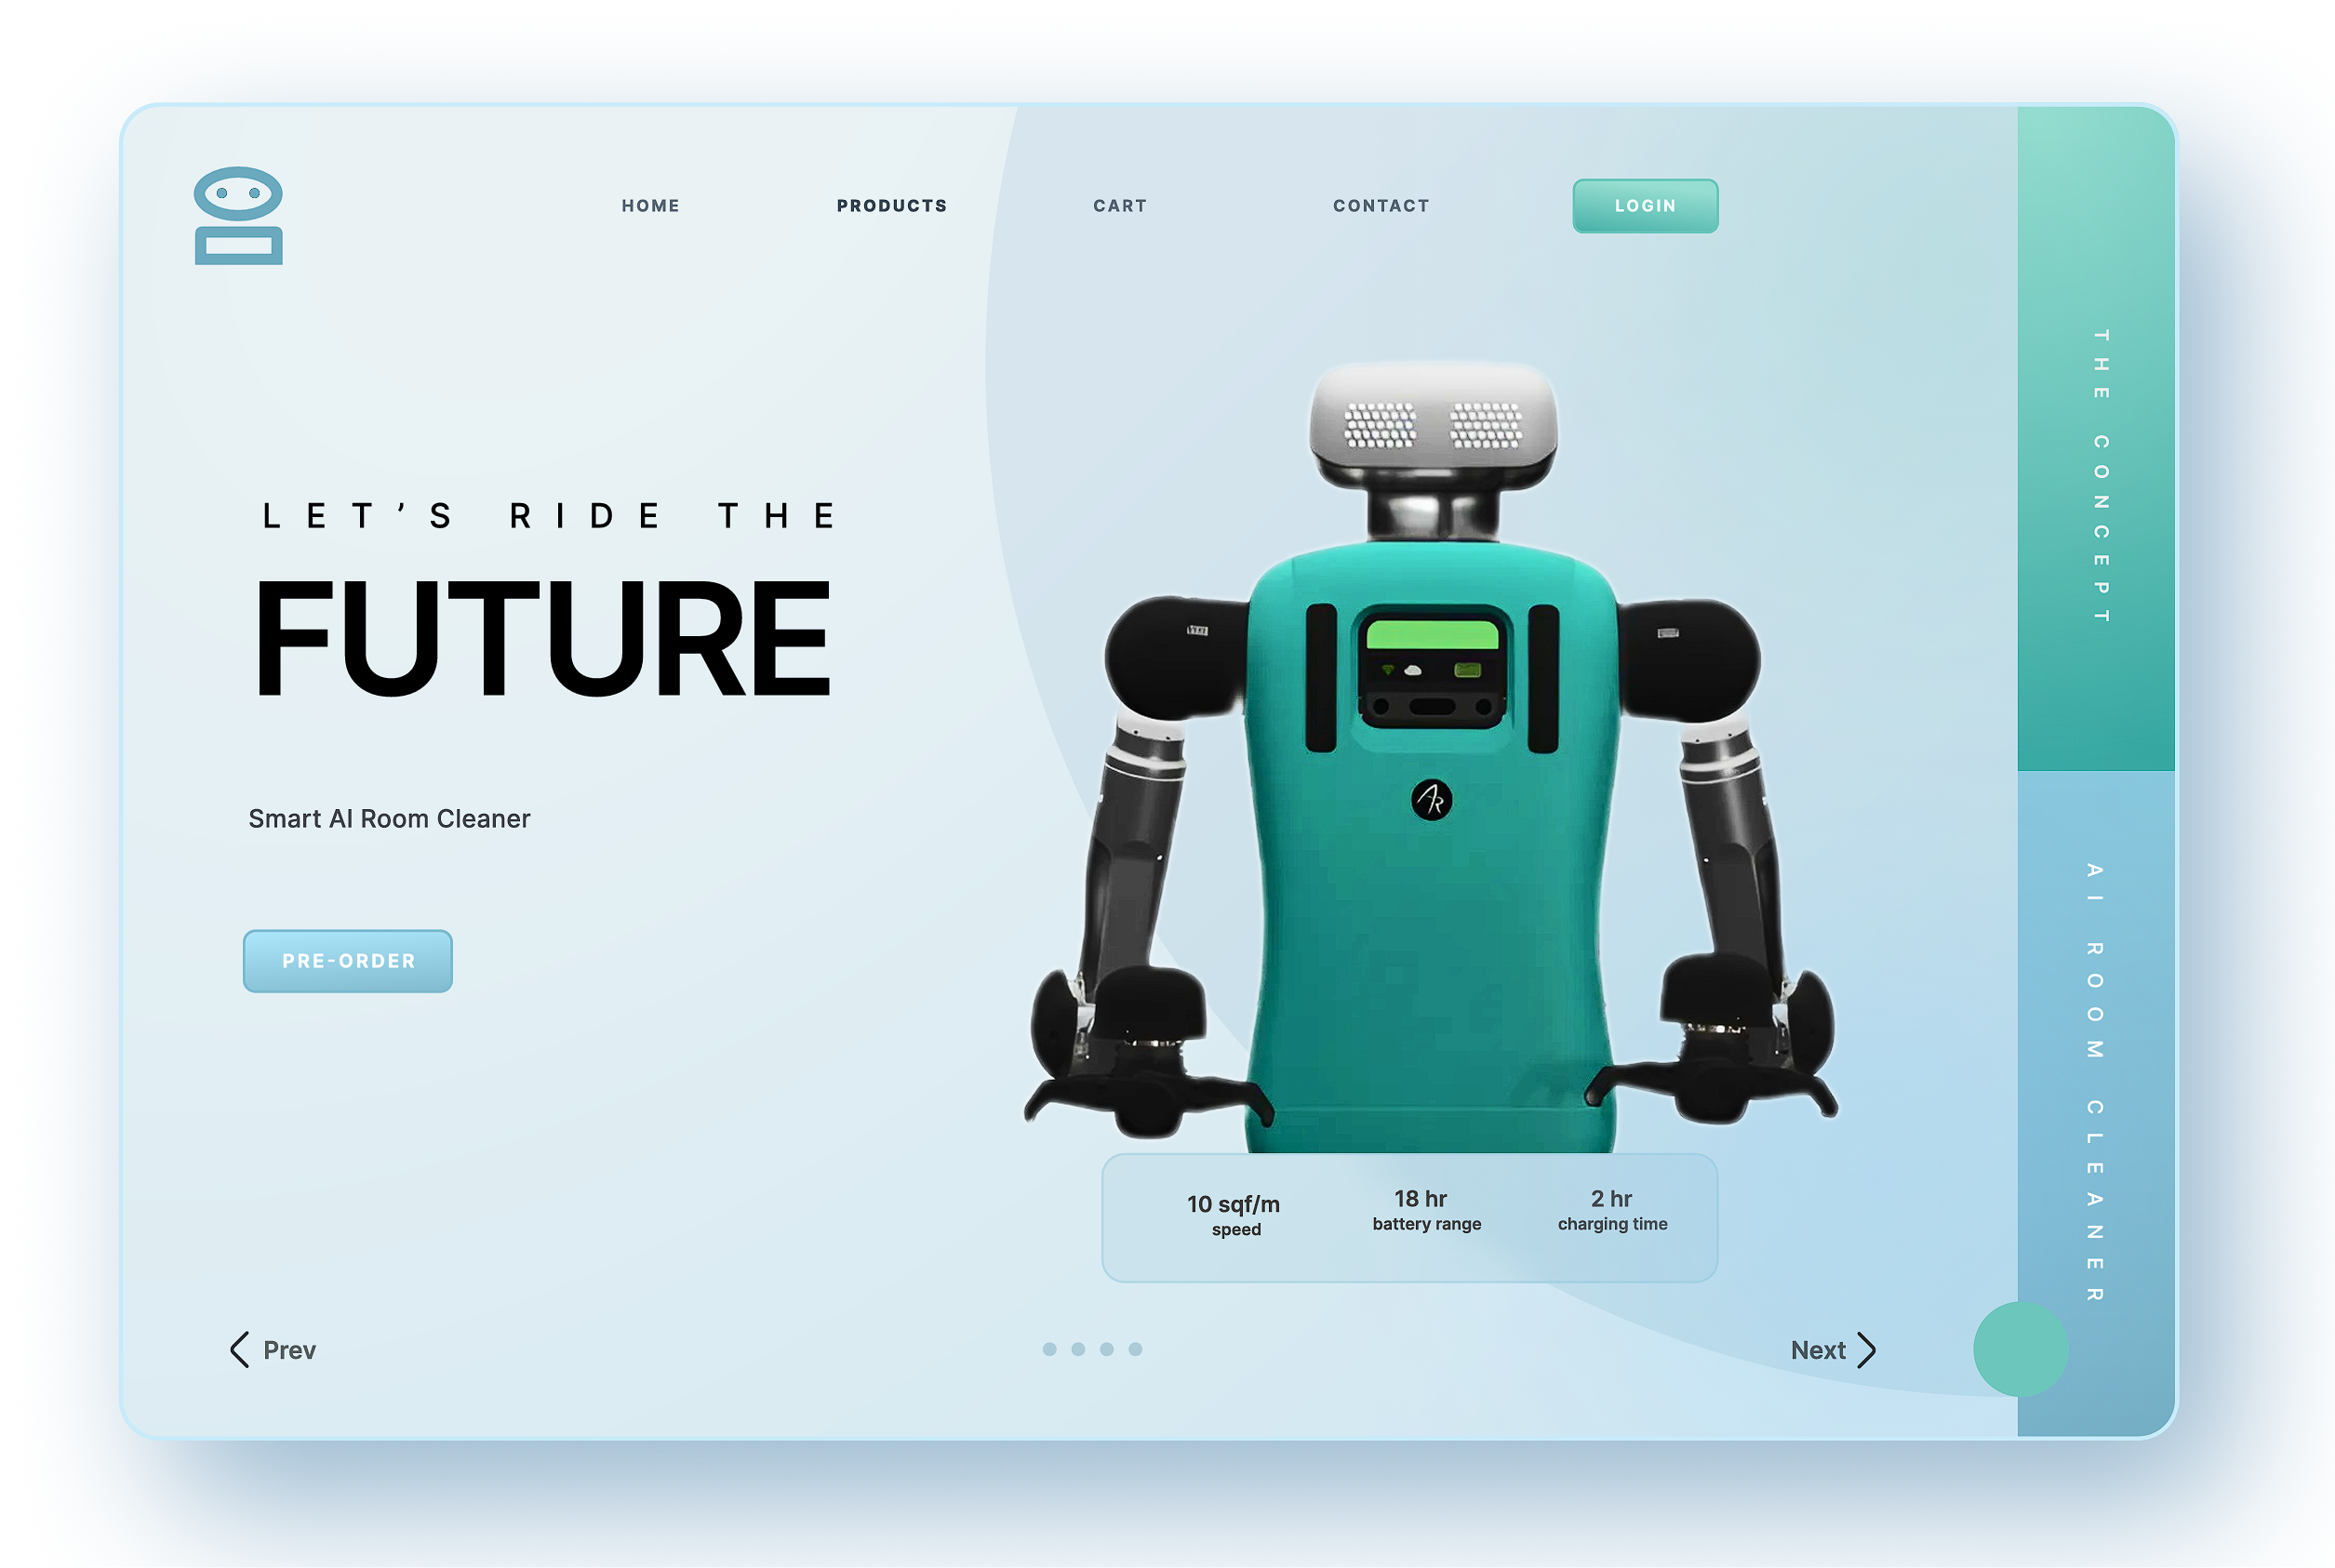 HOME PRODUCTS CART CONTACT LOGIN
LET’S RIDE THE
FUTURE
Smart AI Room Cleaner
PRE-ORDER
AR
10 sqf/m
speed
18 hr
battery range
2 hr
charging time
Prev
Next
THE CONCEPT
AI ROOM CLEANER